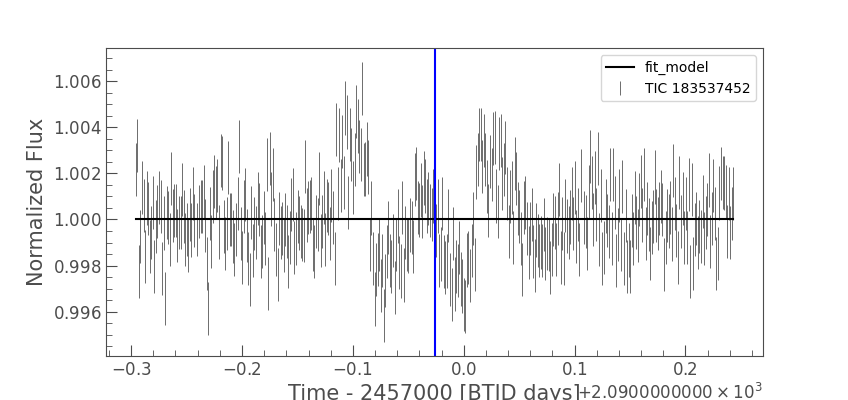 fit_model
TIC 183537452
1.006
1.004
1.002
1.000
0.998
0.996
Normalized Flux
−0.3 −0.2 −0.1 0.0 0.1 0.2
Time - 2457000 [BTJD days]
+2.0900000000 × 10³